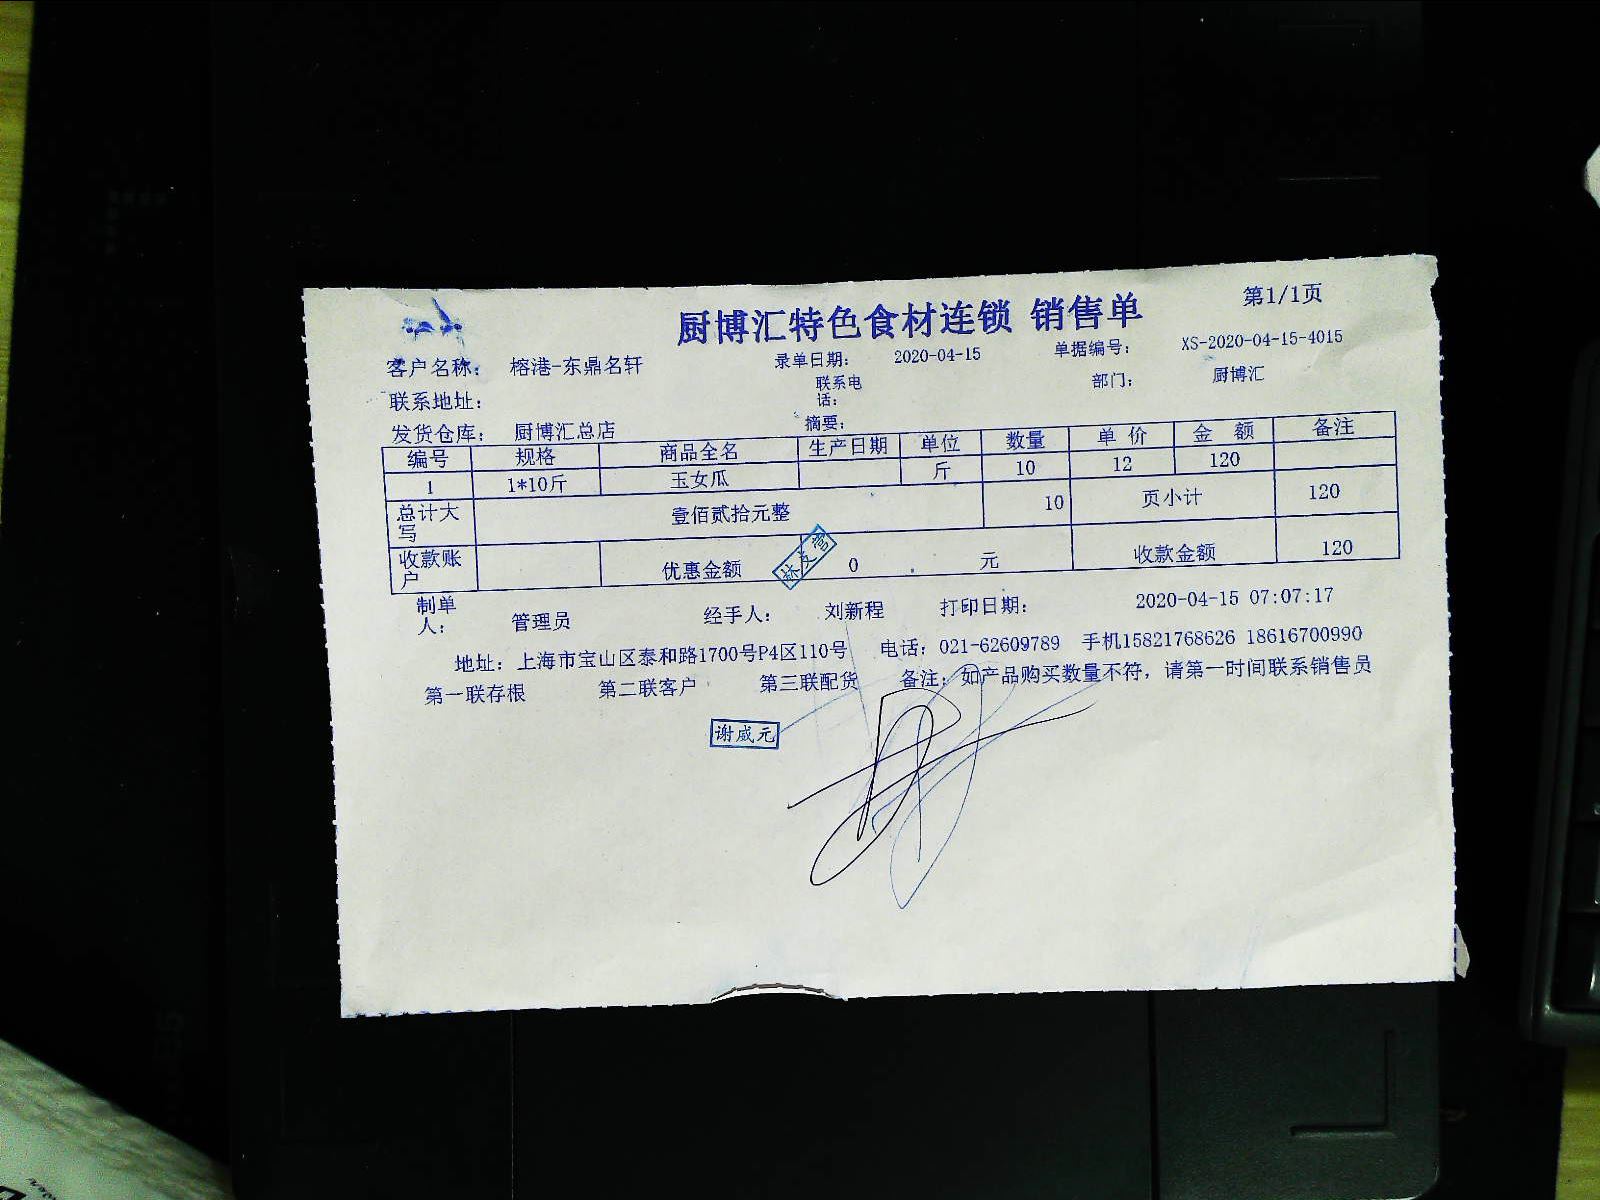 厨博汇特色食材连锁 销售单 第1/1页
客户名称: 榕港-东鼎名轩 录单日期: 2020-04-15 单据编号: XS-2020-04-15-4015
联系地址: 联系电话: 部门: 厨博汇
发货仓库: 厨博汇总店 摘要:
编号 规格 商品全名 生产日期 单位 数量 单价 金额 备注
1 1*10斤 玉女瓜 斤 10 12 120
总计大写 壹佰贰拾元整 10 页小计 120
收款账户 优惠金额 0 元 收款金额 120
制单人: 管理员 经手人: 刘新程 打印日期: 2020-04-15 07:07:17
地址: 上海市宝山区泰和路1700号P4区110号 电话: 021-62609789 手机15821768626 18616700990
第一联存根 第二联客户 第三联配货 备注: 如产品购买数量不符, 请第一时间联系销售员
谢威元